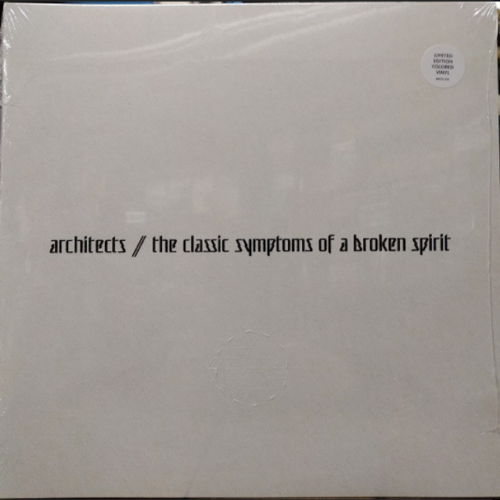 LIMITED
EDITION
COLORED
VINYL
architects // the classic symptoms of a broken spirit